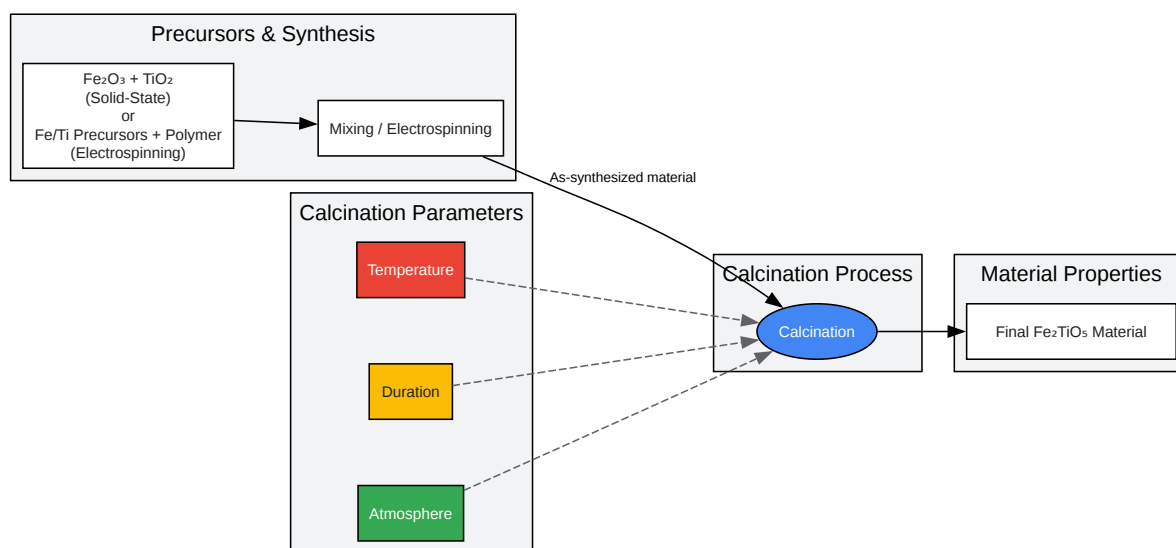 Precursors & Synthesis
Fe₂O₃ + TiO₂
(Solid-State)
or
Fe/Ti Precursors + Polymer
(Electrospinning)
Mixing / Electrospinning
As-synthesized material
Calcination Parameters
Temperature
Duration
Atmosphere
Calcination Process
Calcination
Material Properties
Final Fe₂TiO₅ Material